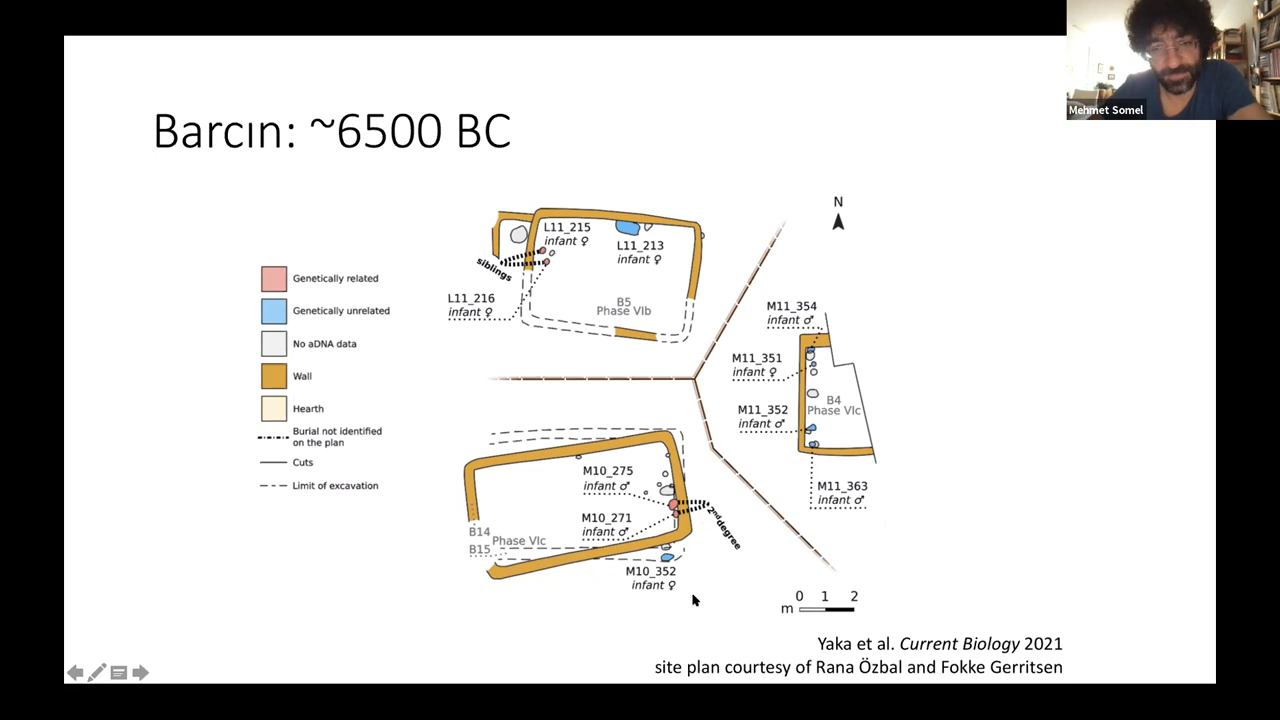 Mehmet Somel
Barcın: ~6500 BC
Genetically related
Genetically unrelated
No aDNA data
Wall
Hearth
Burial not identified
on the plan
Cuts
Limit of excavation
L11_215
infant ♀
L11_213
infant ♀
siblings
L11_216
infant ♀
B5
Phase VIb
N
M11_354
infant ♂
M11_351
infant ♀
M11_352
infant ♂
B4
Phase VIc
M11_363
infant ♂
M10_275
infant ♂
M10_271
infant ♂
2nd degree
B14
B15
Phase VIc
M10_352
infant ♀
0 1 2
m
Yaka et al. Current Biology 2021
site plan courtesy of Rana Özbal and Fokke Gerritsen